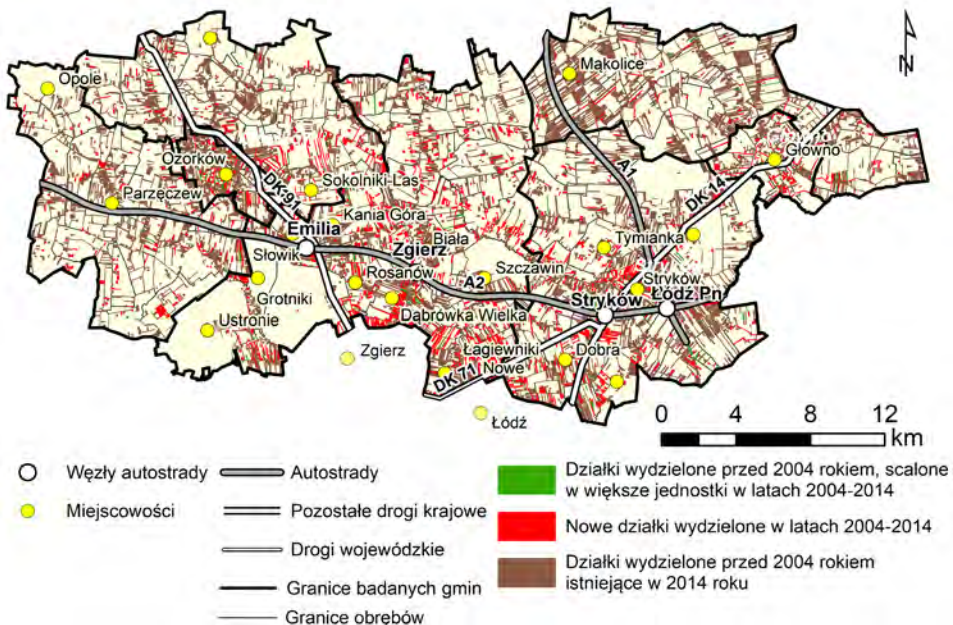 N
Opole
Mąkolice
Ozorków
Głowno
Parzęczew
DK 91
Sokolniki-Las
A1
DK 14
Kania Góra
Emilia
Słowik
Zgierz
Biała
Tymianka
Grotniki
Rosanów
A2
Szczawin
Stryków
Stryków
Łódź Pn
Dąbrówka Wielka
Ustronie
Zgierz
Łagiewniki
Nowe
DK 71
Dobra
Łódź
0 4 8 12
km
Węzły autostrady
Miejscowości
Autostrady
Pozostałe drogi krajowe
Drogi wojewódzkie
Granice badanych gmin
Granice obrębów
Działki wydzielone przed 2004 rokiem, scalone
w większe jednostki w latach 2004-2014
Nowe działki wydzielone w latach 2004-2014
Działki wydzielone przed 2004 rokiem
istniejące w 2014 roku